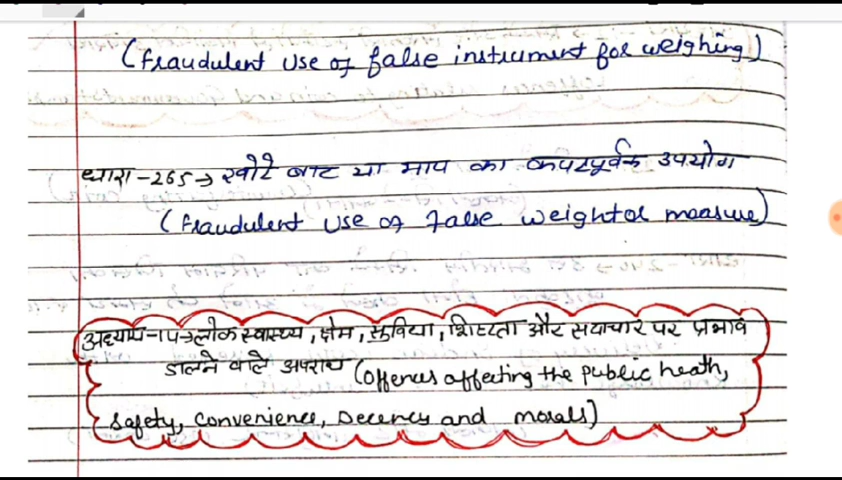 (fraudulent use of false instrument for weighing)
धारा-265→ खोटे बाट या माप का कपटपूर्वक उपयोग
(fraudulent use of false weight or measure)
अध्याय-14→लोक स्वास्थ्य, क्षेम, सुविधा, शिष्टता और सदाचार पर प्रभाव
डालने वाले अपराध (offences affecting the public heath,
safety, convenience, Decency and morals)